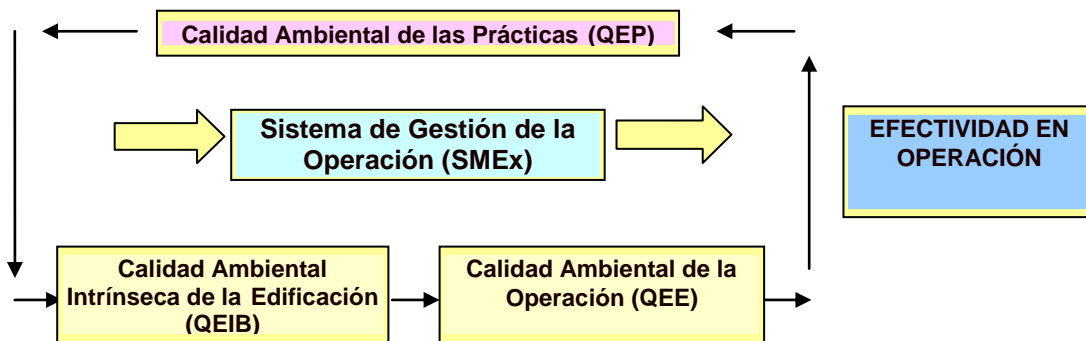 Calidad Ambiental de las Prácticas (QEP)
Sistema de Gestión de la
Operación (SMEx)
EFECTIVIDAD EN
OPERACIÓN
Calidad Ambiental
Intrínseca de la Edificación
(QEIB)
Calidad Ambiental de la
Operación (QEE)